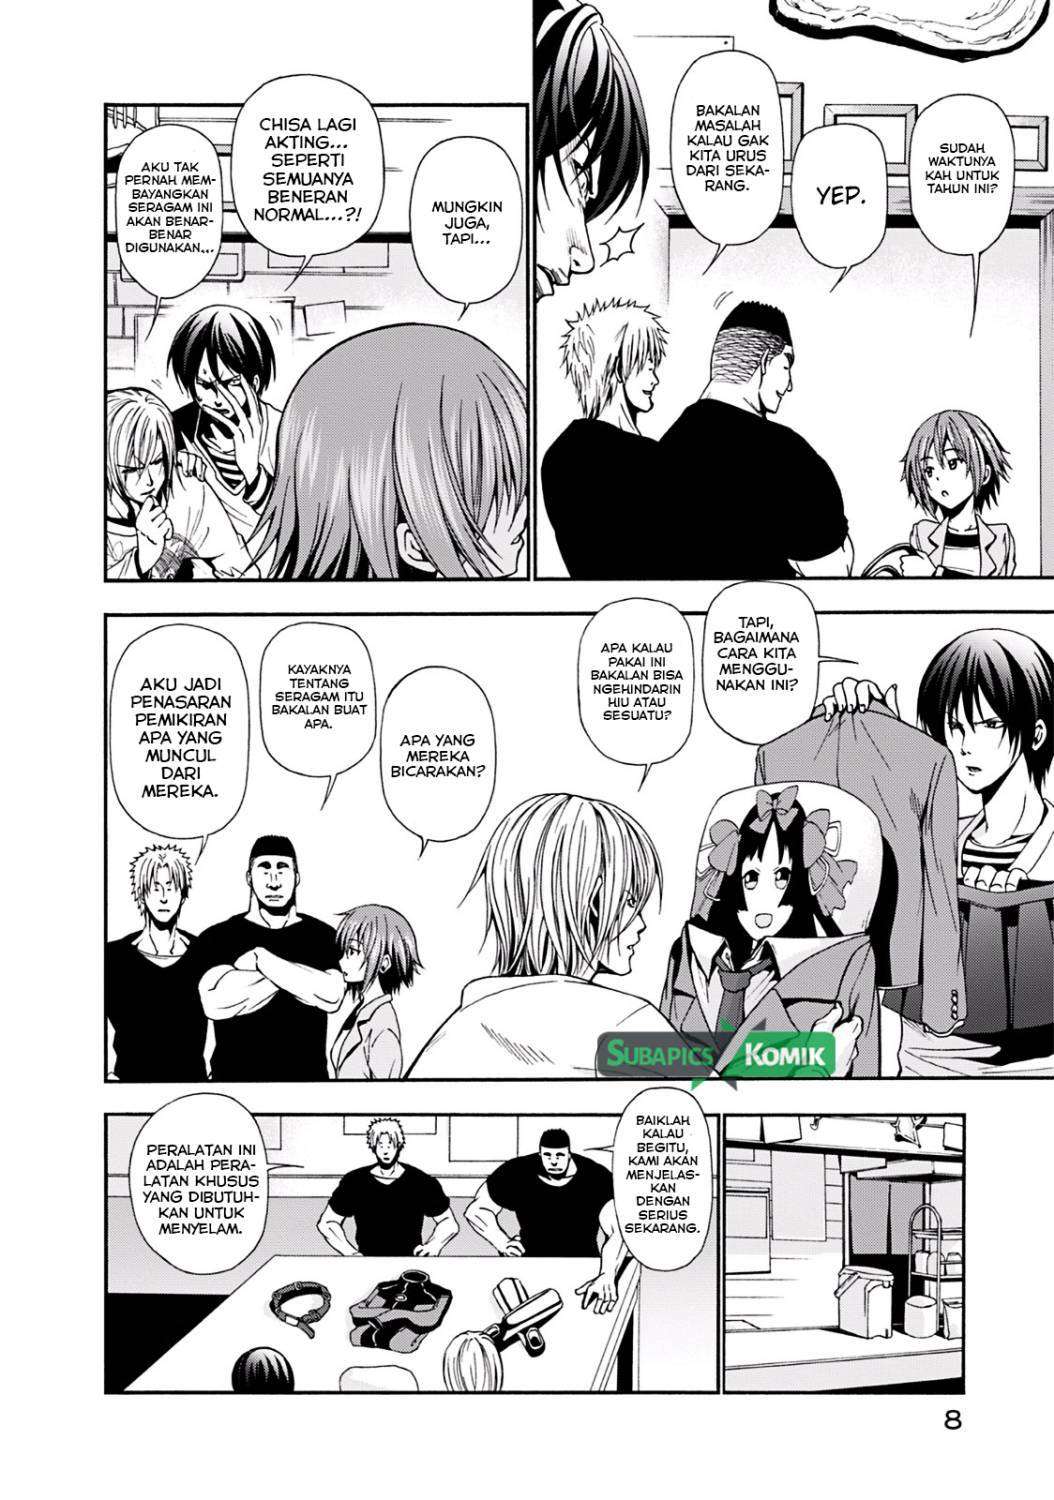 SUDAH
WAKTUNYA
KAH UNTUK
TAHUN INI?
YEP.
BAKALAN
MASALAH
KALAU GAK
KITA URUS
DARI SEKA-
RANG.
MUNGKIN
JUGA,
TAPI...
CHISA LAGI
AKTING...
SEPERTI
SEMUANYA
BENERAN
NORMAL...?!
AKU TAK
PERNAH MEM-
BAYANGKAN
SERAGAM INI
AKAN BENAR-
BENAR
DIGUNAKAN...
TAPI,
BAGAIMANA
CARA KITA
MENGGU-
NAKAN INI?
APA KALAU
PAKAI INI
BAKALAN BISA
NGEHINDARIN
HIU ATAU
SESUATU?
APA YANG
MEREKA
BICARAKAN?
KAYAKNYA
TENTANG
SERAGAM ITU
BAKALAN BUAT
APA.
AKU JADI
PENASARAN
PEMIKIRAN
APA YANG
MUNCUL
DARI
MEREKA.
SUBAPICS KOMIK
BAIKLAH
KALAU
BEGITU,
KAMI AKAN
MENJELAS-
KAN
DENGAN
SERIUS
SEKARANG.
PERALATAN INI
ADALAH PERA-
LATAN KHUSUS
YANG DIBUTUH-
KAN UNTUK
MENYELAM.
8